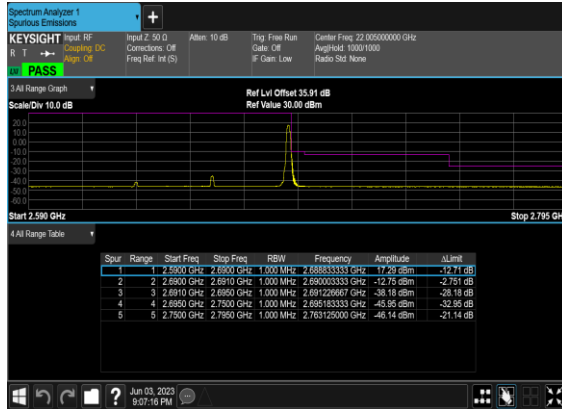 Spectrum Analyzer 1
Spurious Emissions
+
KEYSIGHT Input: RF Input Z: 50 Ω Atten: 10 dB Trig: Free Run Center Freq: 22.005000000 GHz
R T Coupling: DC Corrections: Off Gate: Off Avg|Hold: 1000/1000
Align: Off Freq Ref: Int (S) IF Gain: Low Radio Std: None
PASS
3 All Range Graph
Ref Lvl Offset 35.91 dB
Scale/Div 10.0 dB Ref Value 30.00 dBm
20.0
10.0
0.00
-10.0
-20.0
-30.0
-40.0
-50.0
-60.0
Start 2.590 GHz Stop 2.795 GH
4 All Range Table
Spur Range Start Freq Stop Freq RBW Frequency Amplitude ΔLimit
1 1 2.5900 GHz 2.6900 GHz 1.000 MHz 2.688833333 GHz 17.29 dBm -12.71 dB
2 2 2.6900 GHz 2.6910 GHz 1.000 MHz 2.690003333 GHz -12.75 dBm -2.751 dB
3 3 2.6910 GHz 2.6950 GHz 1.000 MHz 2.691226667 GHz -38.18 dBm -28.18 dB
4 4 2.6950 GHz 2.7500 GHz 1.000 MHz 2.695183333 GHz -45.95 dBm -32.95 dB
5 5 2.7500 GHz 2.7950 GHz 1.000 MHz 2.763125000 GHz -46.14 dBm -21.14 dB
? Jun 03, 2023
9:07:16 PM